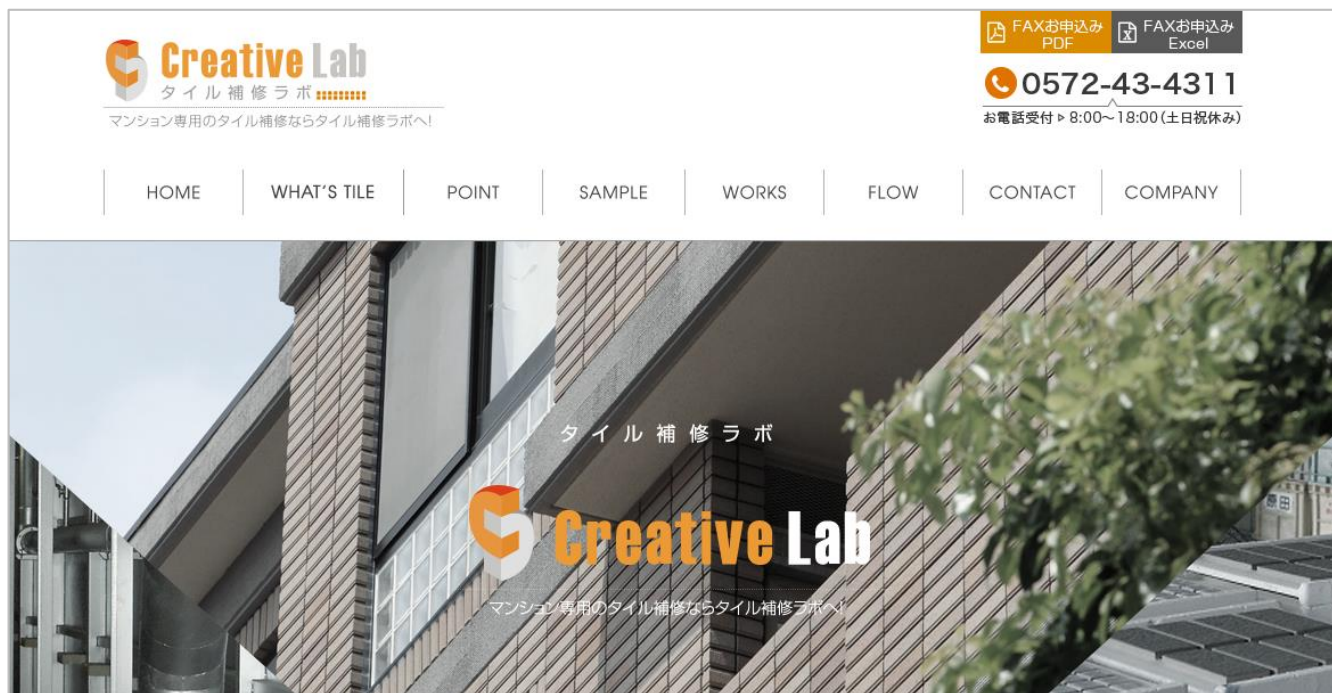 Creative Lab
タイル補修ラボ
マンション専用のタイル補修ならタイル補修ラボへ!
FAXお申込み
PDF
FAXお申込み
Excel
0572-43-4311
お電話受付 ▷ 8:00～18:00(土日祝休み)
HOME
WHAT'S TILE
POINT
SAMPLE
WORKS
FLOW
CONTACT
COMPANY
タイル補修ラボ
Creative Lab
マンション専用のタイル補修ならタイル補修ラボへ!
原田